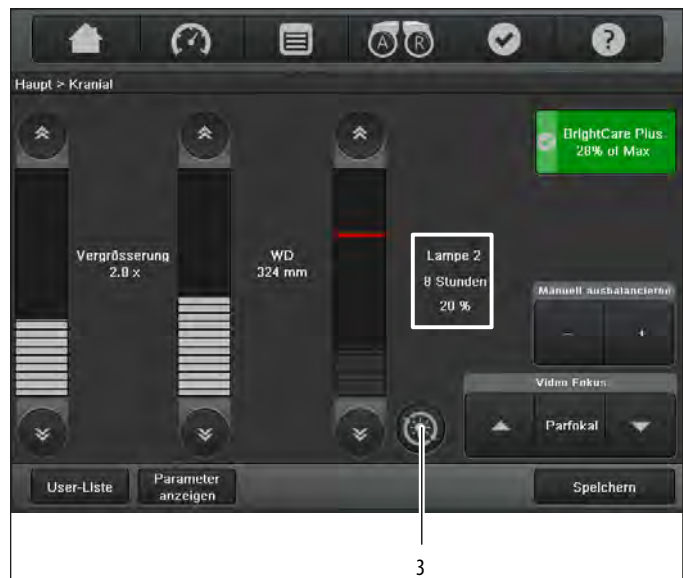 A R ?
Haupt > Kranial
BrightCare Plus
28% of Max
Vergrösserung
2.0 x
WD
324 mm
Lampe 2
8 Stunden
20 %
Manuell ausbalancieren
- +
Video Fokus
Parfokal
User-Liste
Parameter
anzeigen
Speichern
3